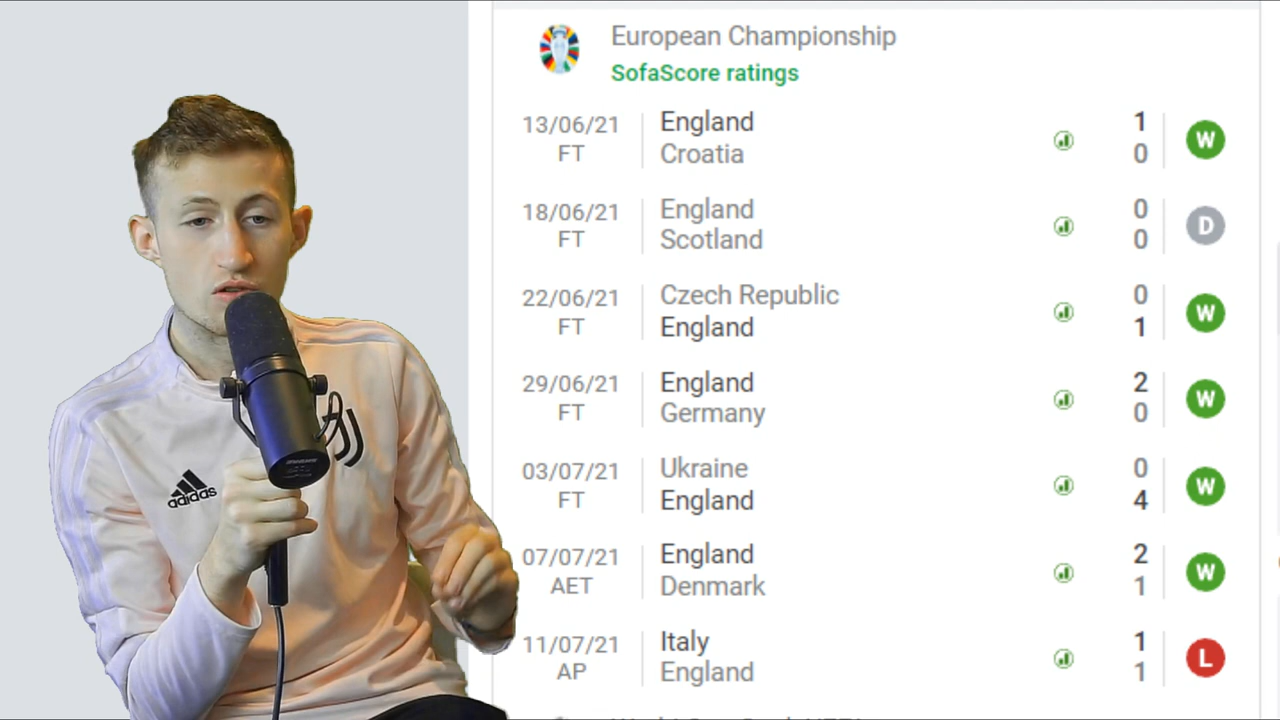 European Championship
SofaScore ratings
13/06/21 England 1 W
FT Croatia 0
18/06/21 England 0 D
FT Scotland 0
22/06/21 Czech Republic 0 W
FT England 1
29/06/21 England 2 W
FT Germany 0
03/07/21 Ukraine 0 W
FT England 4
07/07/21 England 2 W
AET Denmark 1
11/07/21 Italy 1 L
AP England 1
adidas